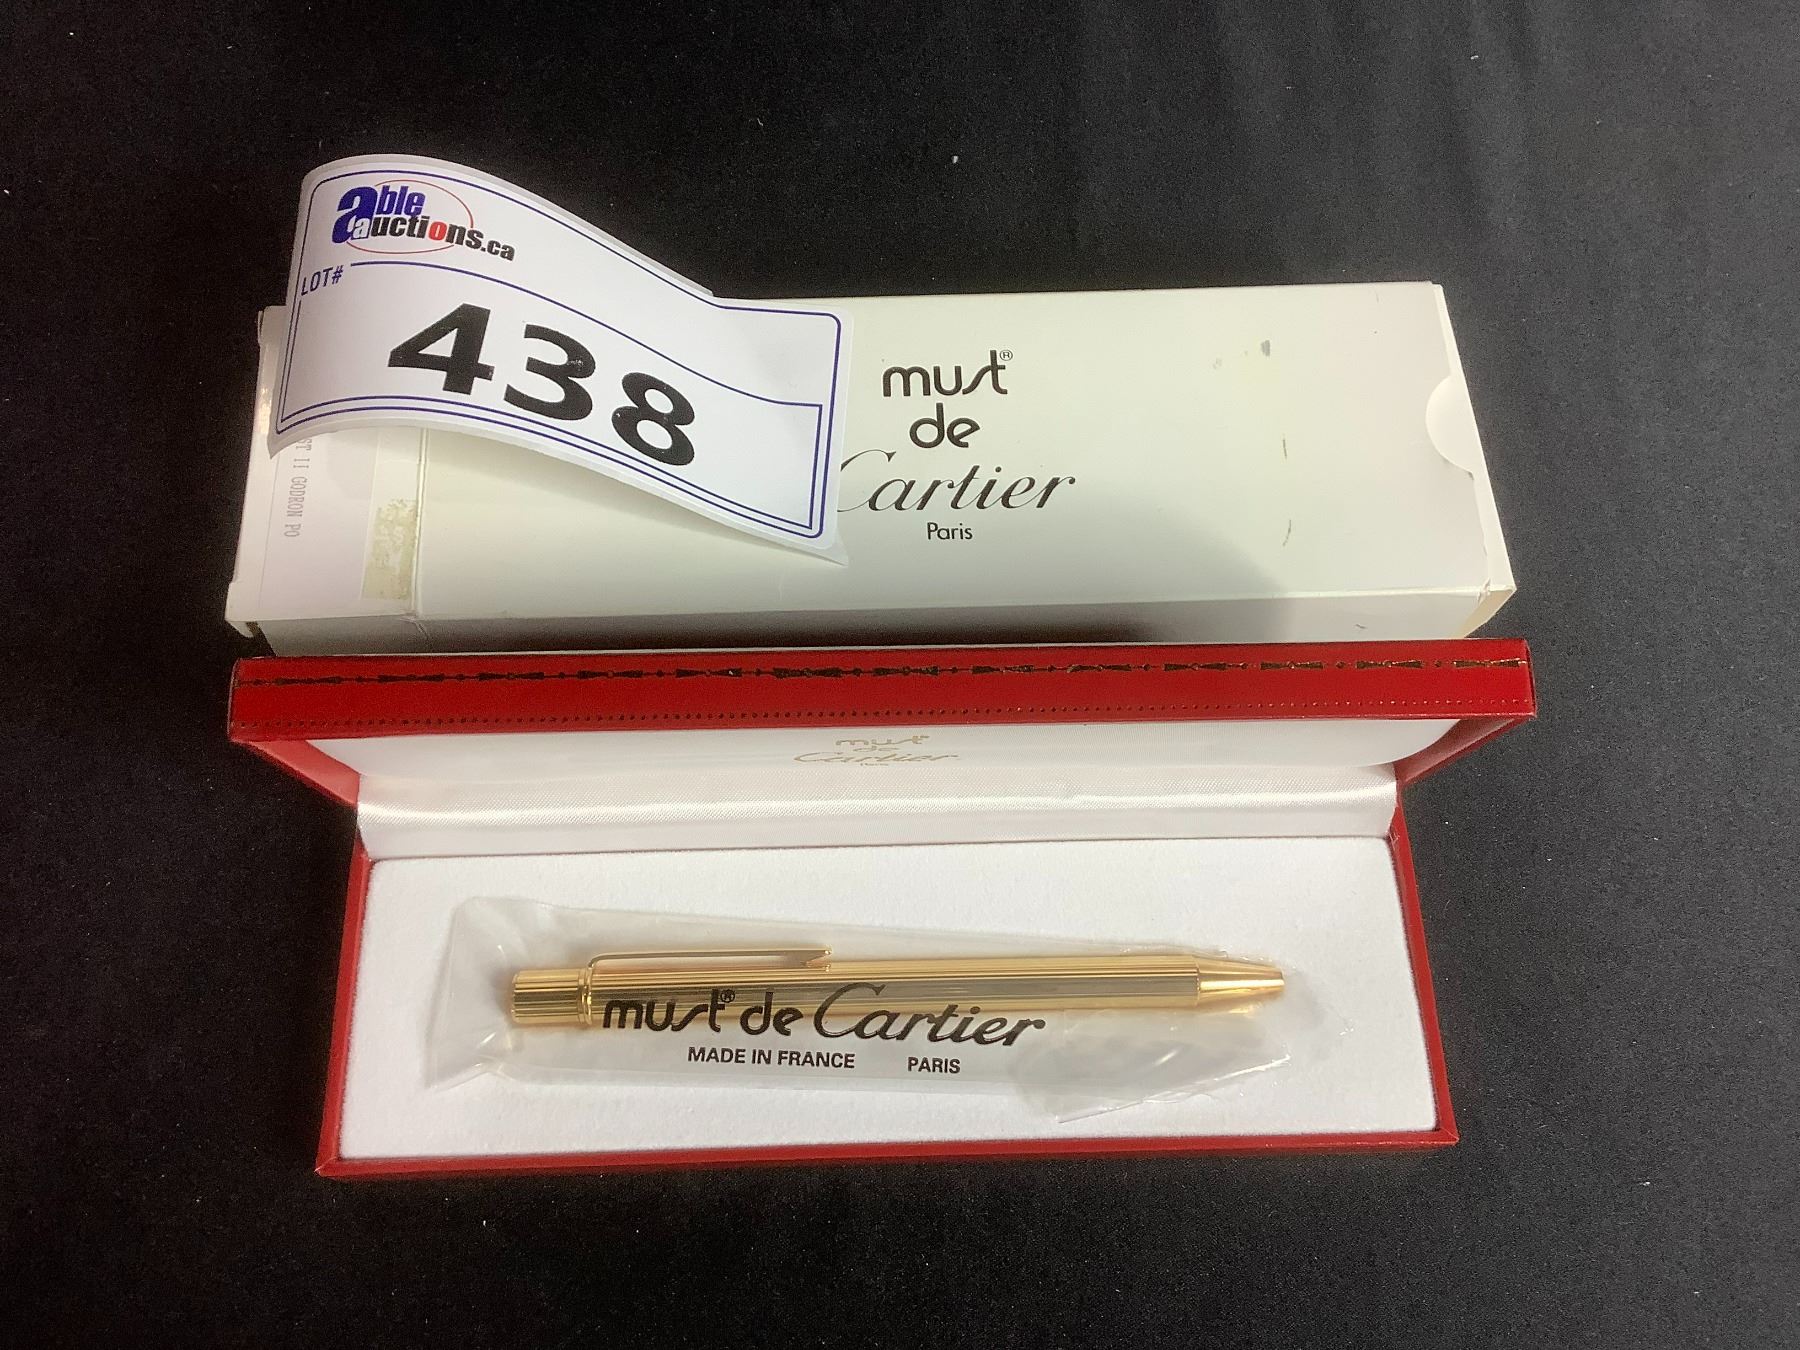 able
auctions.ca
LOT#
438
must®
de
Cartier
Paris
ST II GODRON PO
must
de
Cartier
Paris
must® de Cartier
MADE IN FRANCE PARIS